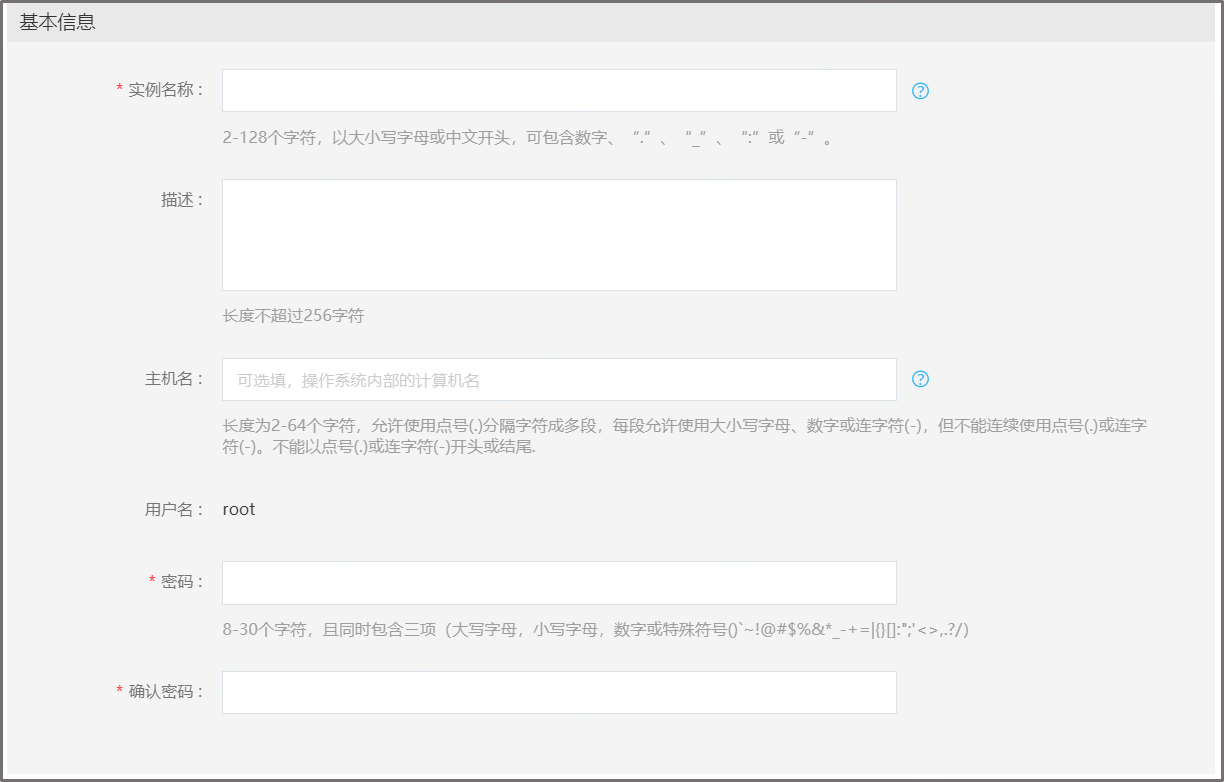 基本信息
* 实例名称：
2-128个字符，以大小写字母或中文开头，可包含数字、“.”、“_”、“:”或“-”。
描述：
长度不超过256字符
主机名：
可选填，操作系统内部的计算机名
长度为2-64个字符，允许使用点号(.)分隔字符成多段，每段允许使用大小写字母、数字或连字符(-)，但不能连续使用点号(.)或连字
符(-)。不能以点号(.)或连字符(-)开头或结尾.
用户名： root
* 密码：
8-30个字符，且同时包含三项（大写字母，小写字母，数字或特殊符号()`~!@#$%&*_-+=|{}[]:";'<>,.?/)
* 确认密码：